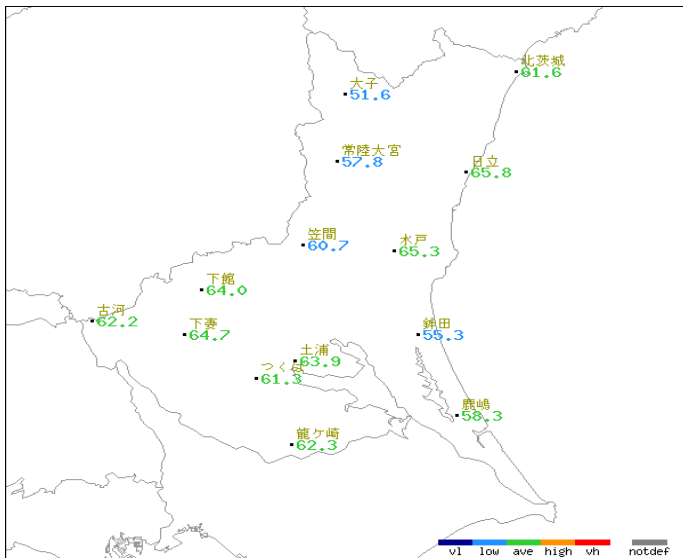 北茨城
61.6
大子
51.6
常陸大宮
57.8
日立
65.8
笠間
60.7
水戸
65.3
下館
64.0
古河
62.2
下妻
64.7
鉾田
55.3
土浦
63.9
つくば
61.3
鹿嶋
58.3
龍ケ崎
62.3
vl low ave high vh notdef